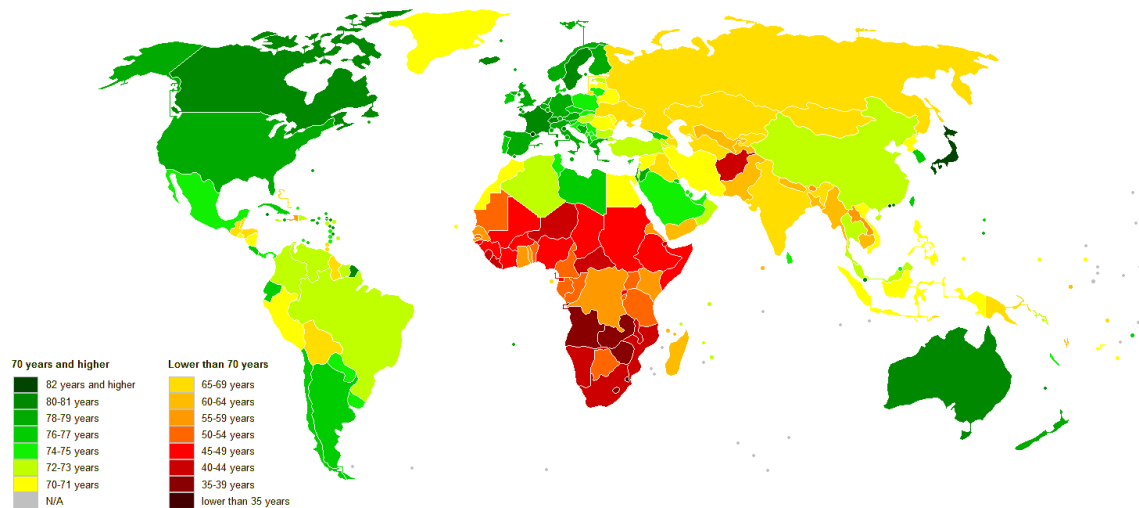 70 years and higher
82 years and higher
80-81 years
78-79 years
76-77 years
74-75 years
72-73 years
70-71 years
N/A
Lower than 70 years
65-69 years
60-64 years
55-59 years
50-54 years
45-49 years
40-44 years
35-39 years
lower than 35 years